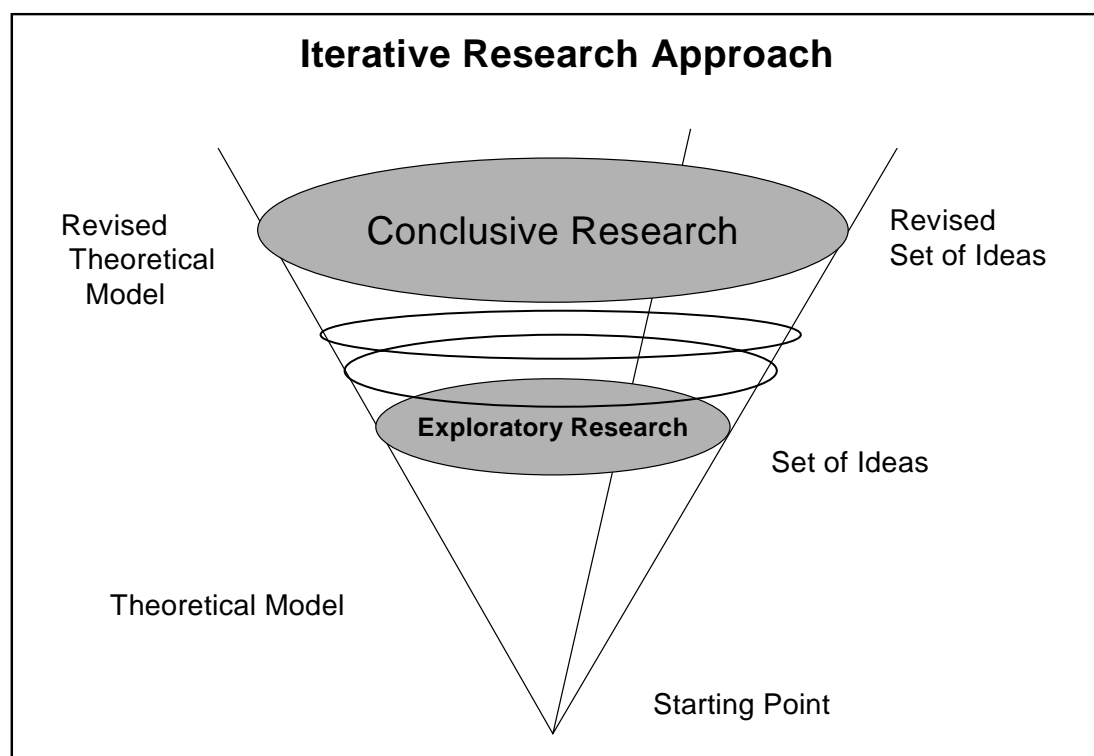 Iterative Research Approach
Revised
Theoretical
Model
Conclusive Research
Revised
Set of Ideas
Exploratory Research
Set of Ideas
Theoretical Model
Starting Point